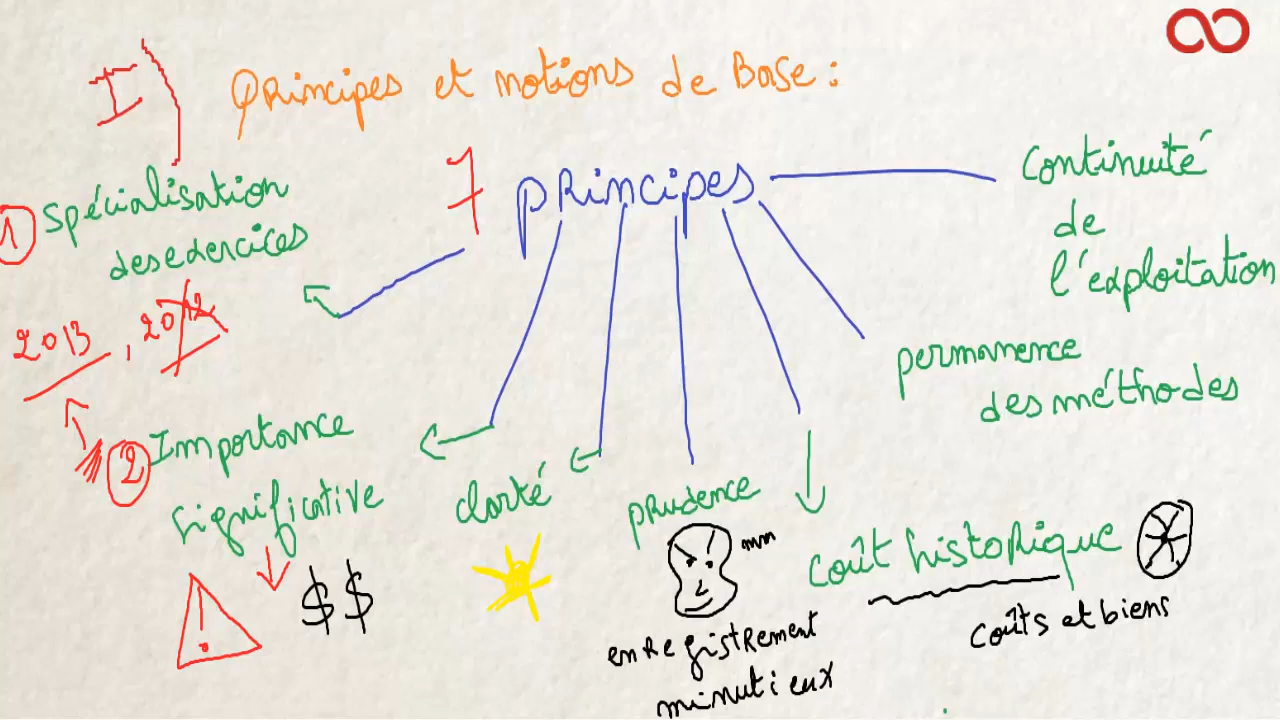 I) Principes et notions de Base :
7 principes
1 spécialisation
des exercices
2013 , 2012
2 Importance
significative
$$
clarté
prudence
mm
enregistrement
minutieux
coût historique
coûts et biens
permanence
des méthodes
continuité
de
l'exploitation